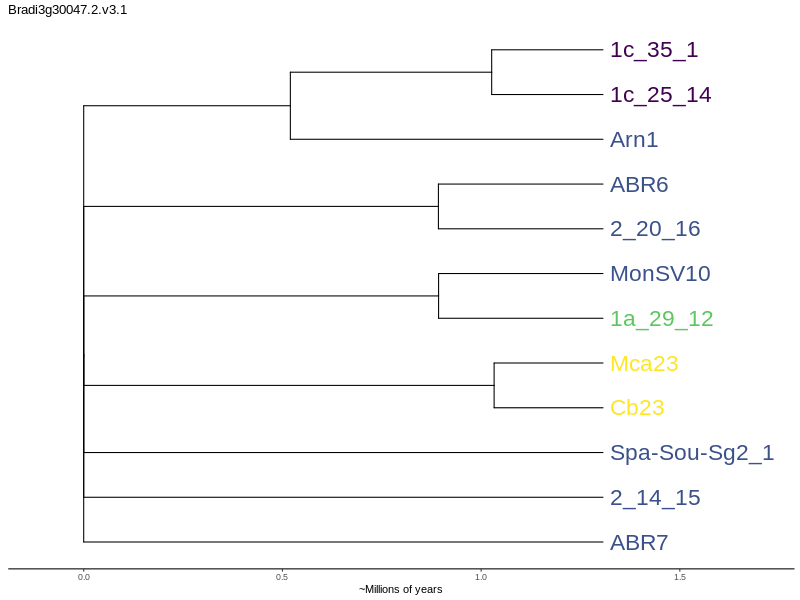 Bradi3g30047.2.v3.1
1c_35_1
1c_25_14
Arn1
ABR6
2_20_16
MonSV10
1a_29_12
Mca23
Cb23
Spa-Sou-Sg2_1
2_14_15
ABR7
0.0 0.5 1.0 1.5
~Millions of years